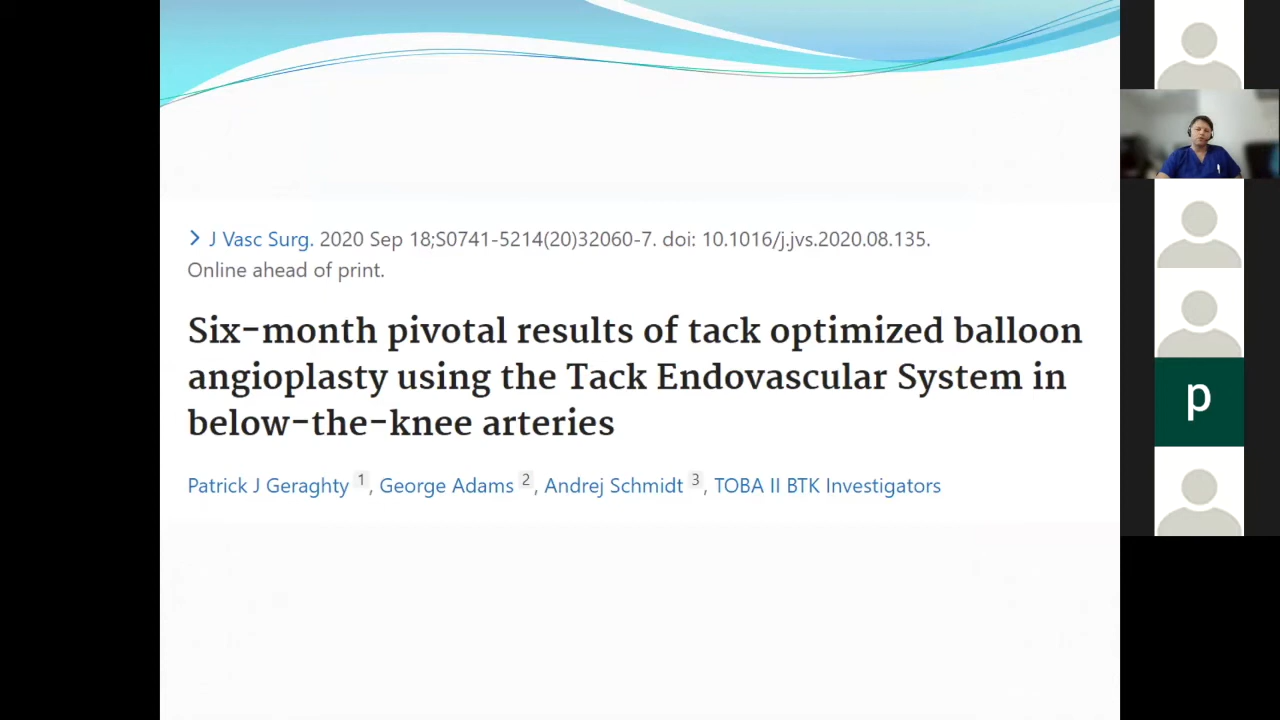 J Vasc Surg. 2020 Sep 18;S0741-5214(20)32060-7. doi: 10.1016/j.jvs.2020.08.135.
Online ahead of print.
Six-month pivotal results of tack optimized balloon
angioplasty using the Tack Endovascular System in
below-the-knee arteries
Patrick J Geraghty 1, George Adams 2, Andrej Schmidt 3, TOBA II BTK Investigators
p